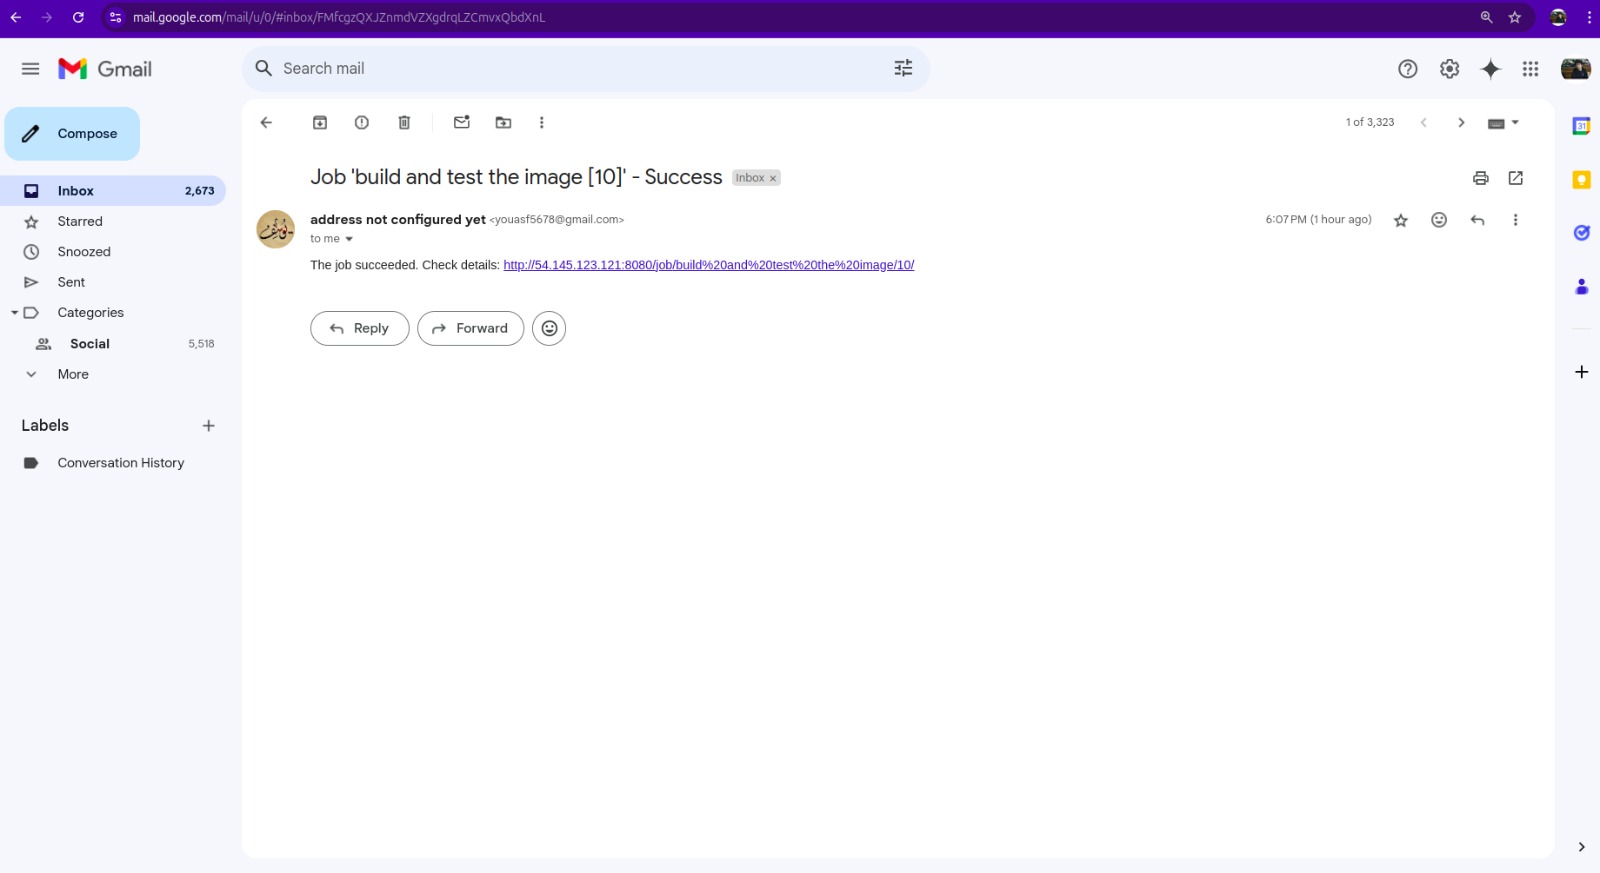 mail.google.com/mail/u/0/#inbox/FMfcgzQXJZnmdVZXgdrqLZCmvxQbdXnL
Gmail
Search mail
Compose
1 of 3,323
Job 'build and test the image [10]' - Success
Inbox ×
Inbox 2,673
Starred
Snoozed
Sent
Categories
Social 5,518
More
Labels
Conversation History
address not configured yet <youasf5678@gmail.com>
6:07 PM (1 hour ago)
to me
The job succeeded. Check details: http://54.145.123.121:8080/job/build%20and%20test%20the%20image/10/
Reply
Forward
31
يوسف